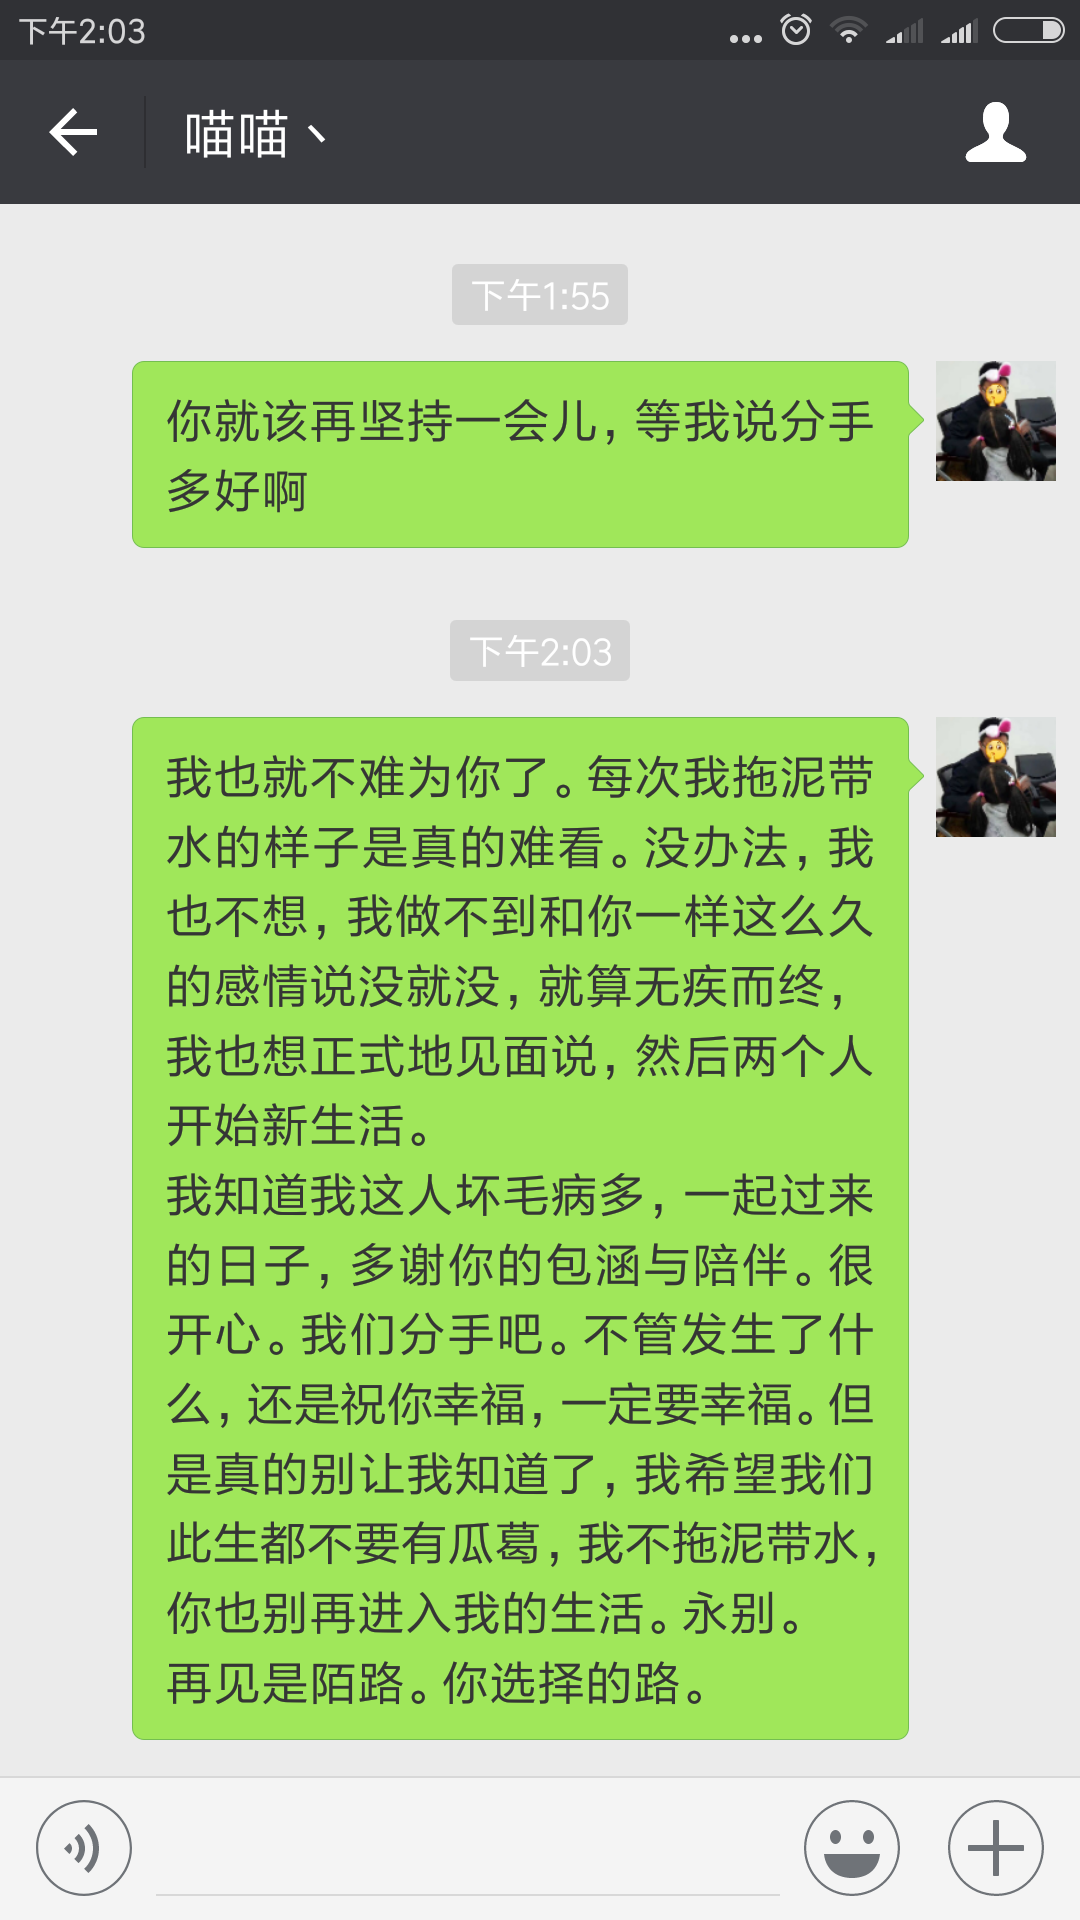 下午2:03
喵喵丶
下午1:55
你就该再坚持一会儿，等我说分手
多好啊
下午2:03
我也就不难为你了。每次我拖泥带
水的样子是真的难看。没办法，我
也不想，我做不到和你一样这么久
的感情说没就没，就算无疾而终，
我也想正式地见面说，然后两个人
开始新生活。
我知道我这人坏毛病多，一起过来
的日子，多谢你的包涵与陪伴。很
开心。我们分手吧。不管发生了什
么，还是祝你幸福，一定要幸福。但
是真的别让我知道了，我希望我们
此生都不要有瓜葛，我不拖泥带水，
你也别再进入我的生活。永别。
再见是陌路。你选择的路。